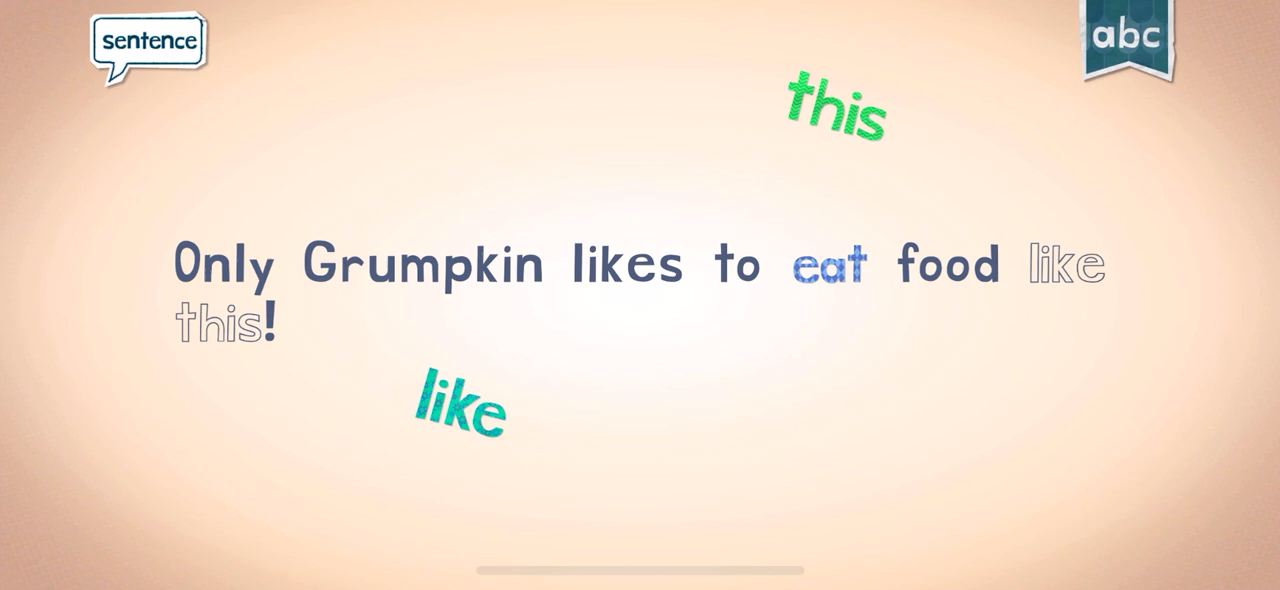 sentence
abc
this
Only Grumpkin likes to eat food like
this!
like